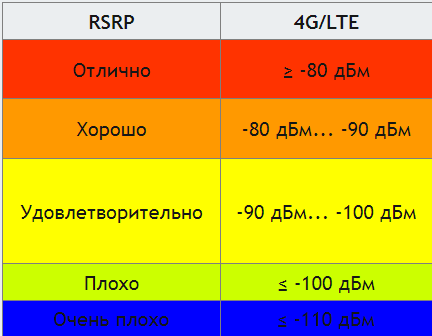 RSRP 4G/LTE
Отлично ≥ -80 дБм
Хорошо -80 дБм... -90 дБм
Удовлетворительно -90 дБм... -100 дБм
Плохо ≤ -100 дБм
Очень плохо ≤ -110 дБм